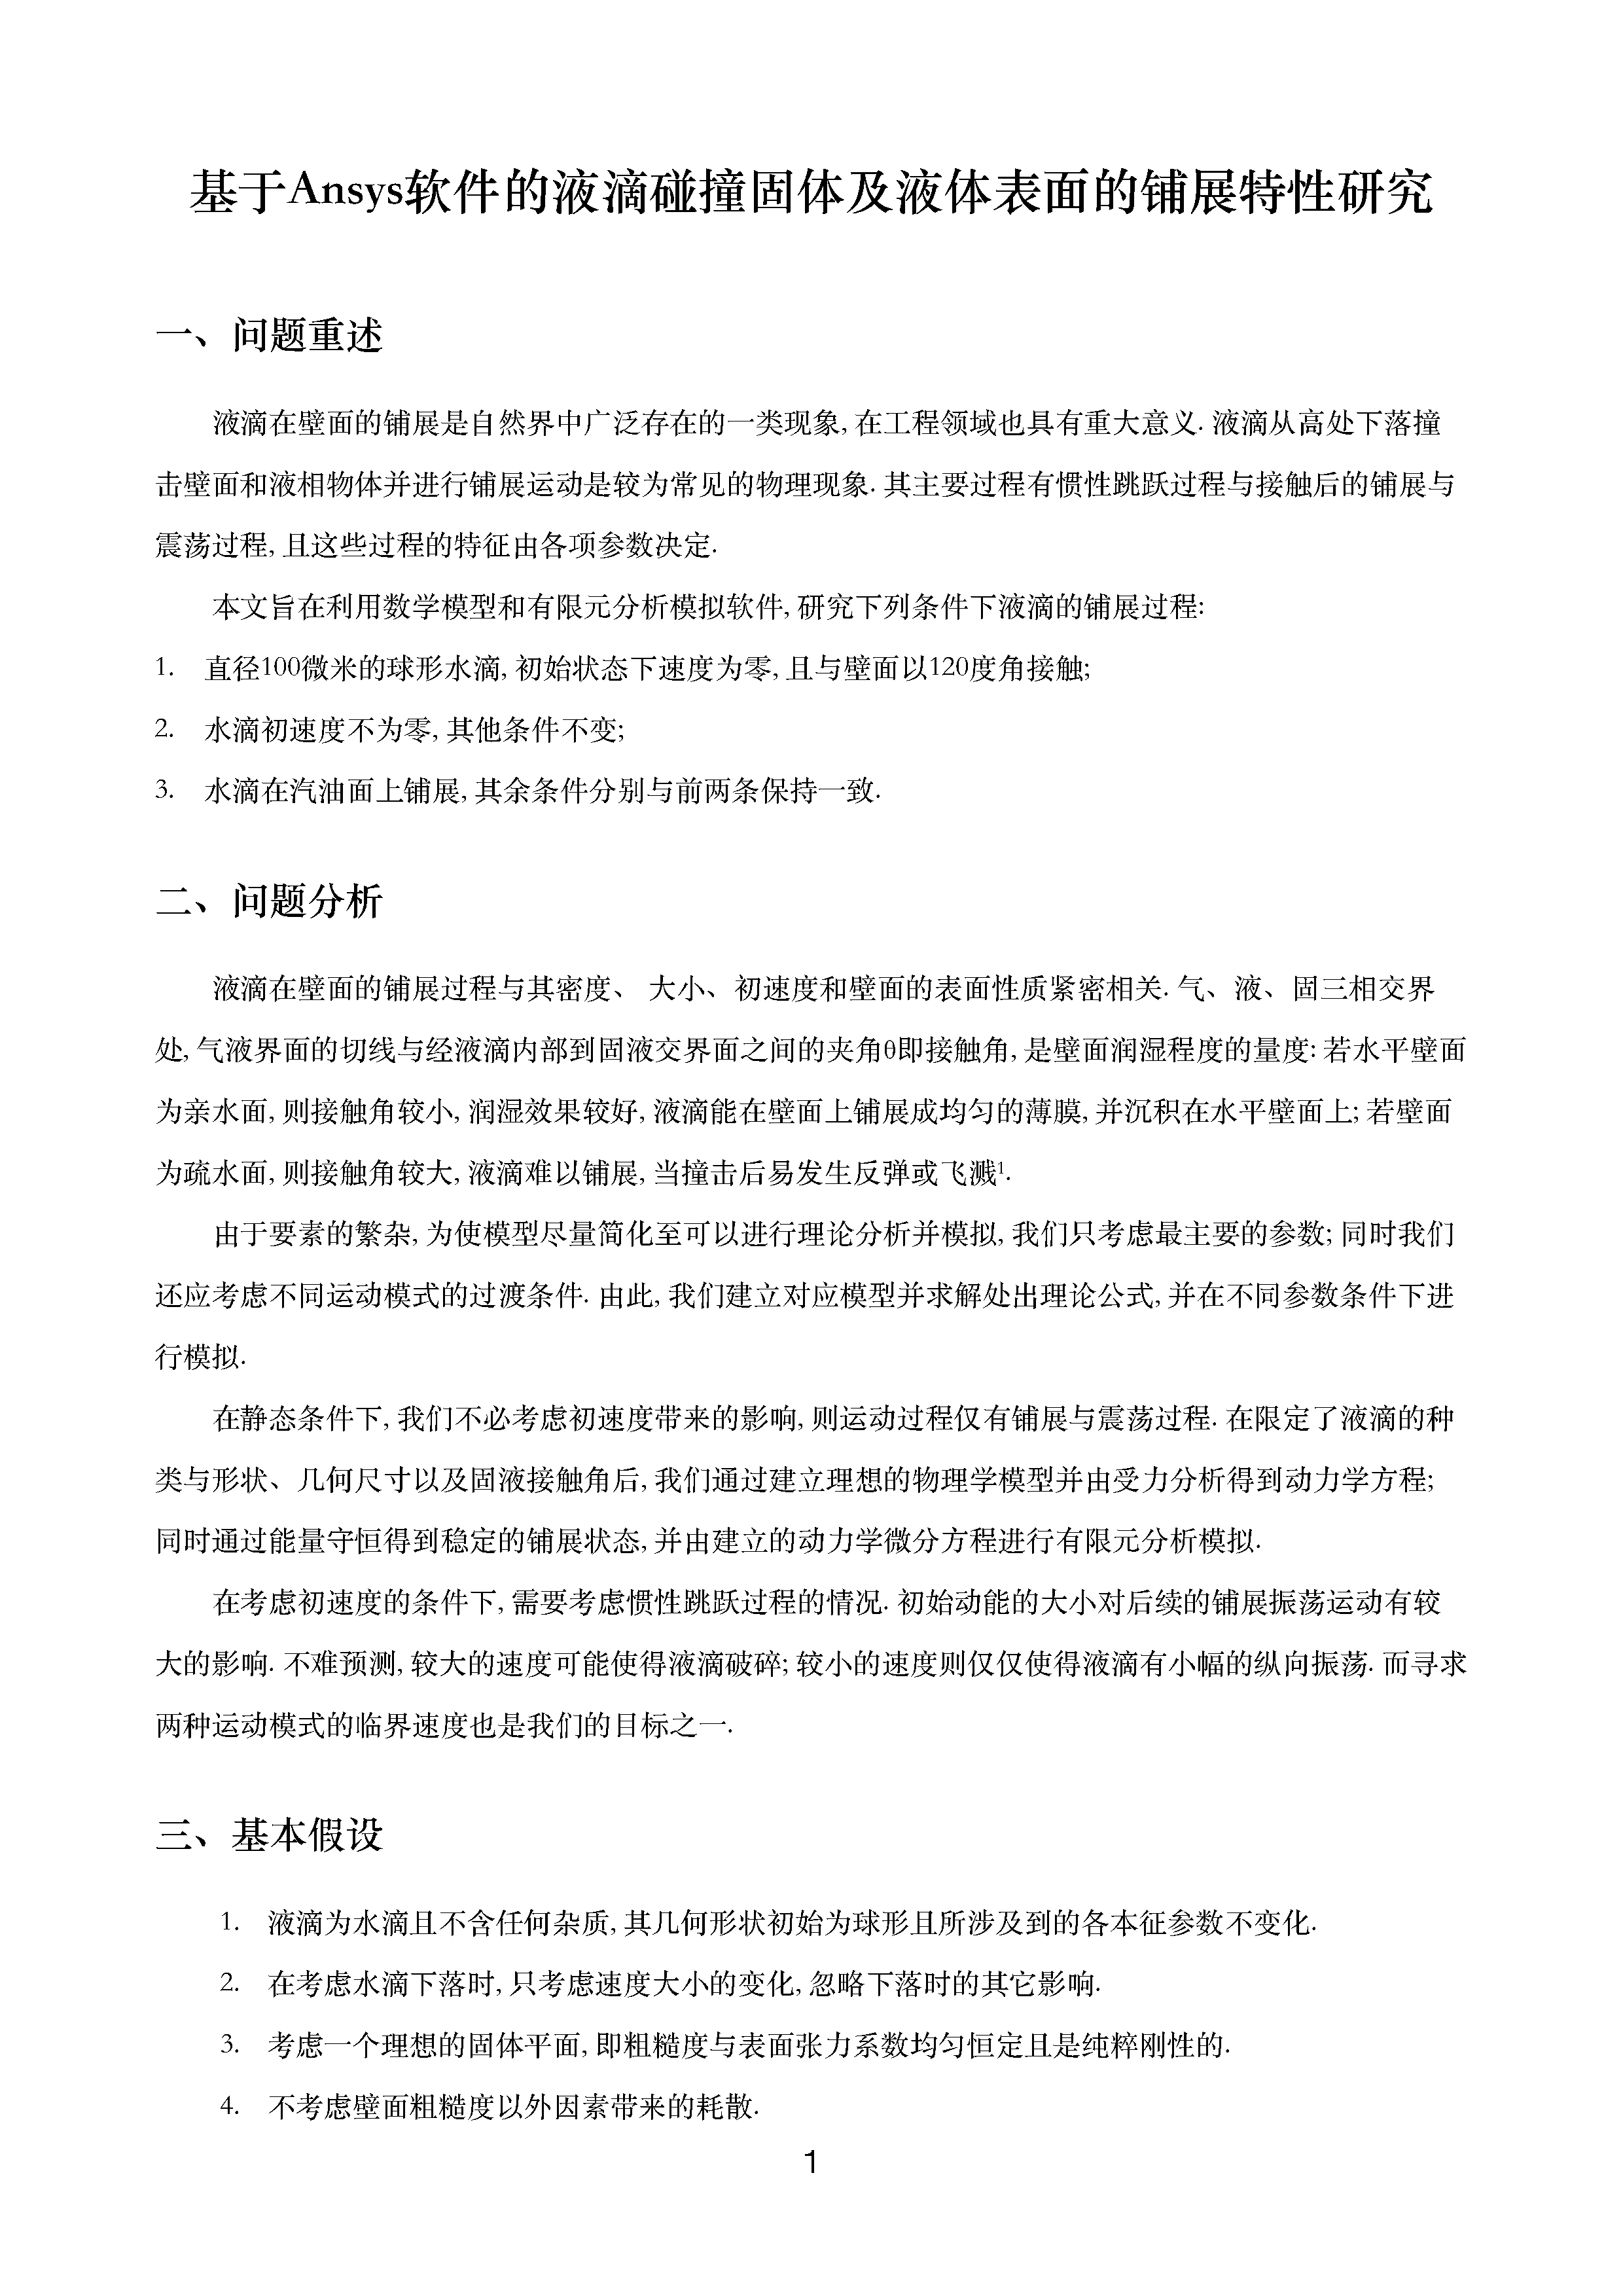 基于Ansys软件的液滴碰撞固体及液体表面的铺展特性研究
一、问题重述
液滴在壁面的铺展是自然界中广泛存在的一类现象, 在工程领域也具有重大意义. 液滴从高处下落撞
击壁面和液相物体并进行铺展运动是较为常见的物理现象. 其主要过程有惯性跳跃过程与接触后的铺展与
震荡过程, 且这些过程的特征由各项参数决定.
本文旨在利用数学模型和有限元分析模拟软件, 研究下列条件下液滴的铺展过程:
1. 直径100微米的球形水滴, 初始状态下速度为零, 且与壁面以120度角接触;
2. 水滴初速度不为零, 其他条件不变;
3. 水滴在汽油面上铺展, 其余条件分别与前两条保持一致.
二、问题分析
液滴在壁面的铺展过程与其密度、 大小、初速度和壁面的表面性质紧密相关. 气、液、固三相交界
处, 气液界面的切线与经液滴内部到固液交界面之间的夹角θ即接触角, 是壁面润湿程度的量度: 若水平壁面
为亲水面, 则接触角较小, 润湿效果较好, 液滴能在壁面上铺展成均匀的薄膜, 并沉积在水平壁面上; 若壁面
为疏水面, 则接触角较大, 液滴难以铺展, 当撞击后易发生反弹或飞溅¹.
由于要素的繁杂, 为使模型尽量简化至可以进行理论分析并模拟, 我们只考虑最主要的参数; 同时我们
还应考虑不同运动模式的过渡条件. 由此, 我们建立对应模型并求解处出理论公式, 并在不同参数条件下进
行模拟.
在静态条件下, 我们不必考虑初速度带来的影响, 则运动过程仅有铺展与震荡过程. 在限定了液滴的种
类与形状、几何尺寸以及固液接触角后, 我们通过建立理想的物理学模型并由受力分析得到动力学方程;
同时通过能量守恒得到稳定的铺展状态, 并由建立的动力学微分方程进行有限元分析模拟.
在考虑初速度的条件下, 需要考虑惯性跳跃过程的情况. 初始动能的大小对后续的铺展振荡运动有较
大的影响. 不难预测, 较大的速度可能使得液滴破碎; 较小的速度则仅仅使得液滴有小幅的纵向振荡. 而寻求
两种运动模式的临界速度也是我们的目标之一.
三、基本假设
1. 液滴为水滴且不含任何杂质, 其几何形状初始为球形且所涉及到的各本征参数不变化.
2. 在考虑水滴下落时, 只考虑速度大小的变化, 忽略下落时的其它影响.
3. 考虑一个理想的固体平面, 即粗糙度与表面张力系数均匀恒定且是纯粹刚性的.
4. 不考虑壁面粗糙度以外因素带来的耗散.
1